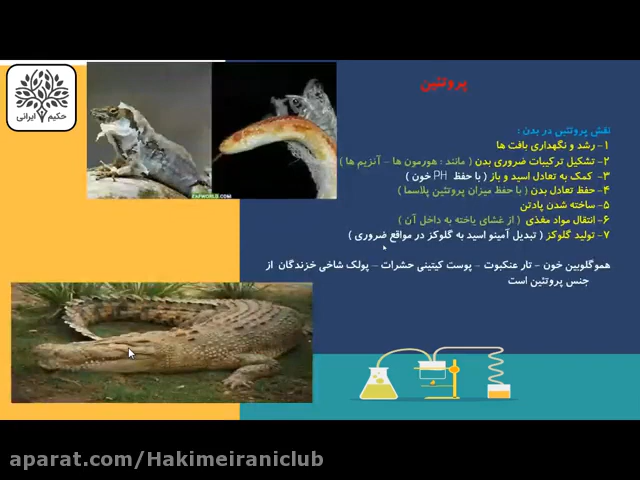 حکیم ایرانی
FAFWORLD.COM
پروتئین
نقش پروتئین در بدن :
۱- رشد و نگهداری بافت ها
۲- تشکیل ترکیبات ضروری بدن ( مانند : هورمون ها – آنزیم ها )
۳- کمک به تعادل اسید و باز ( با حفظ PH خون )
۴- حفظ تعادل بدن ( با حفظ میزان پروتئین پلاسما )
۵- ساخته شدن پادتن
۶- انتقال مواد مغذی ( از غشای یاخته به داخل آن )
۷- تولید گلوکز ( تبدیل آمینو اسید به گلوکز در مواقع ضروری )
هموگلوبین خون – تار عنکبوت – پوست کیتینی حشرات – پولک شاخی خزندگان از
جنس پروتئین است
aparat.com/Hakimeiraniclub